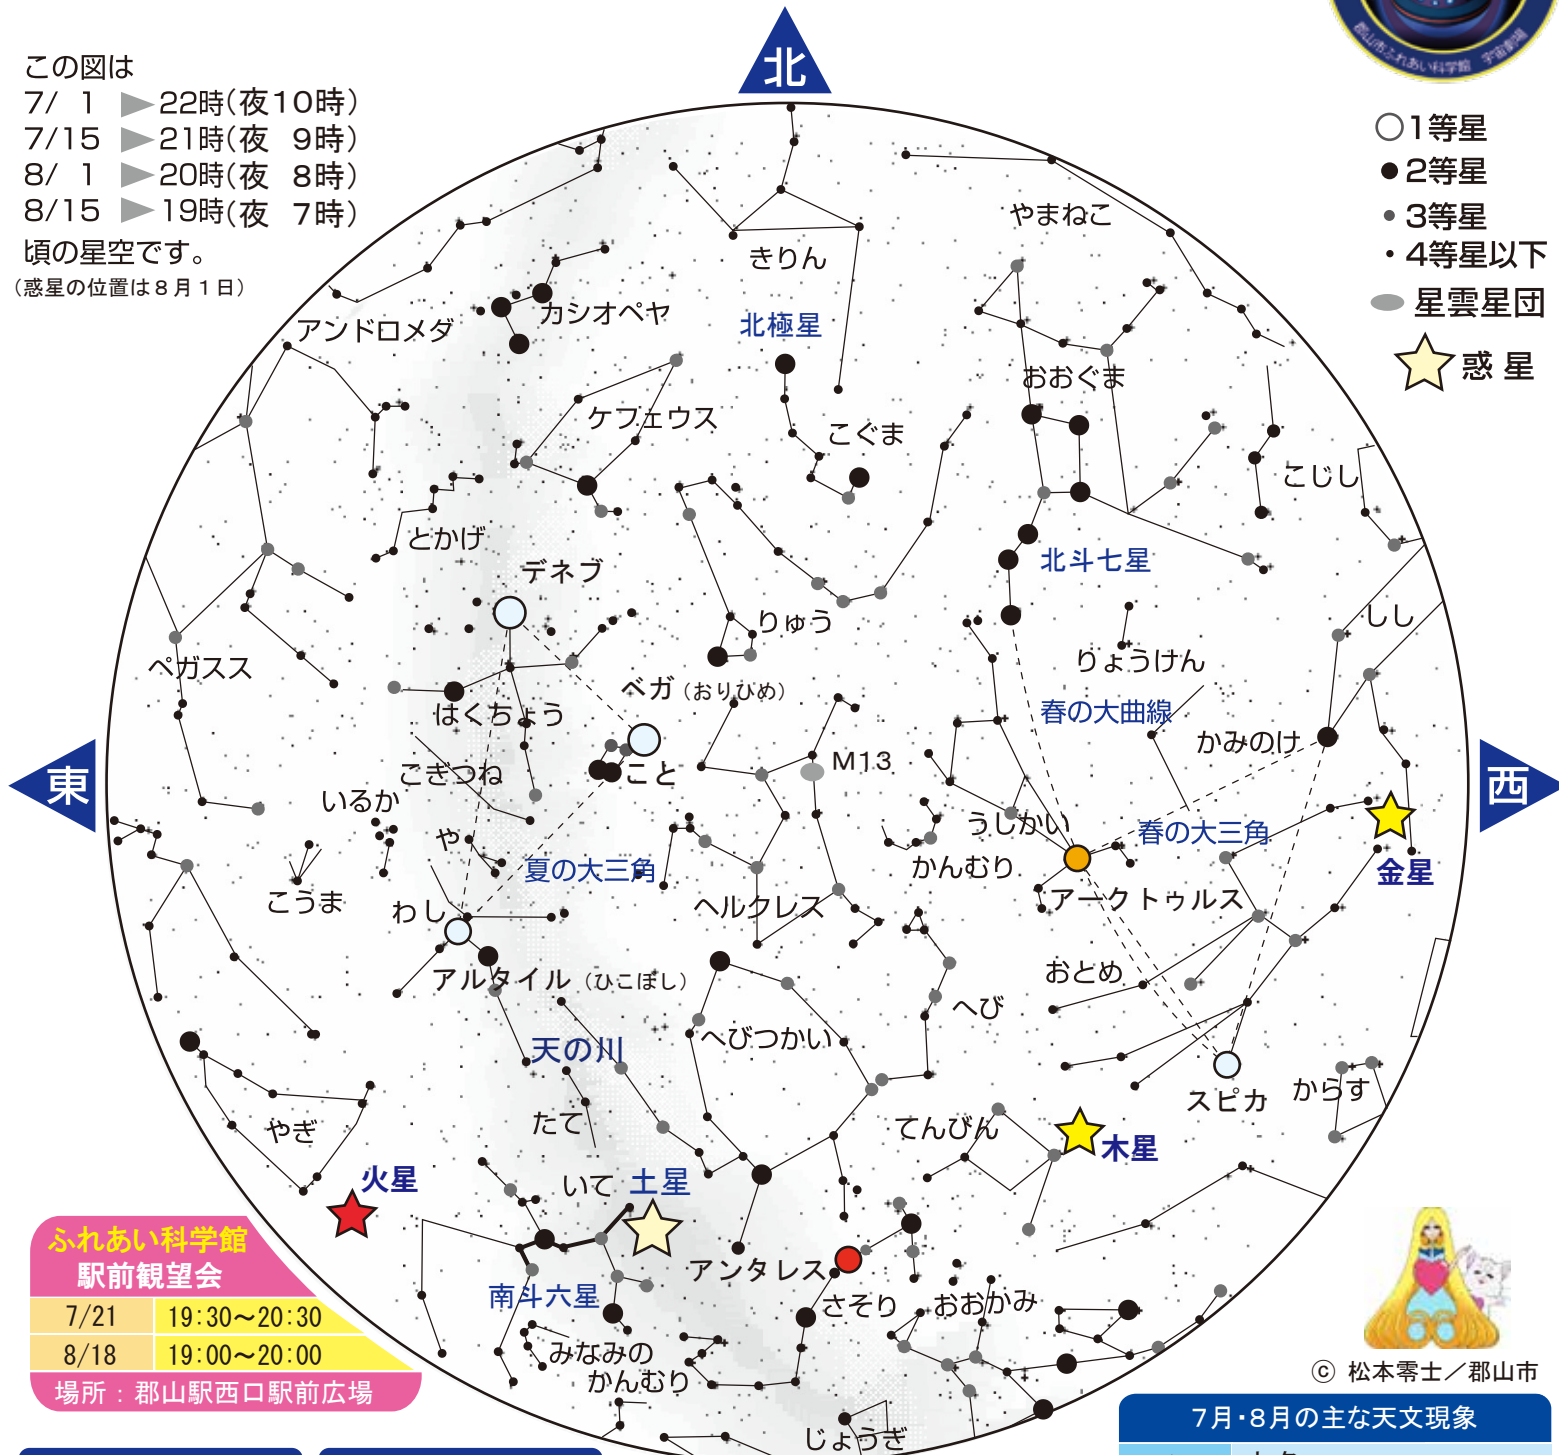 郡山市ふれあい科学館 宇宙劇場
北
この図は
7/ 1 ▶ 22時(夜10時)
7/15 ▶ 21時(夜 9時)
8/ 1 ▶ 20時(夜 8時)
8/15 ▶ 19時(夜 7時)
頃の星空です。
(惑星の位置は8月1日)
1等星
2等星
3等星
4等星以下
星雲星団
惑星
やまねこ
きりん
カシオペヤ
北極星
アンドロメダ
おおぐま
ケフェウス
こぐま
こじし
とかげ
北斗七星
デネブ
りゅう
しし
りょうけん
ペガスス
ベガ(おりひめ)
はくちょう
春の大曲線
かみのけ
東
こぎつね
こと
M13
西
いるか
や
うしかい
春の大三角
夏の大三角
かんむり
金星
こうま
わし
ヘルクレス
アークトゥルス
アルタイル(ひこぼし)
おとめ
へび
天の川
へびつかい
スピカ
からす
やぎ
たて
てんびん
木星
火星
いて
土星
ふれあい科学館
駅前観望会
7/21 19:30～20:30
8/18 19:00～20:00
場所：郡山駅西口駅前広場
アンタレス
南斗六星
さそり
おおかみ
みなみの
かんむり
じょうぎ
© 松本零士／郡山市
7月・8月の主な天文現象